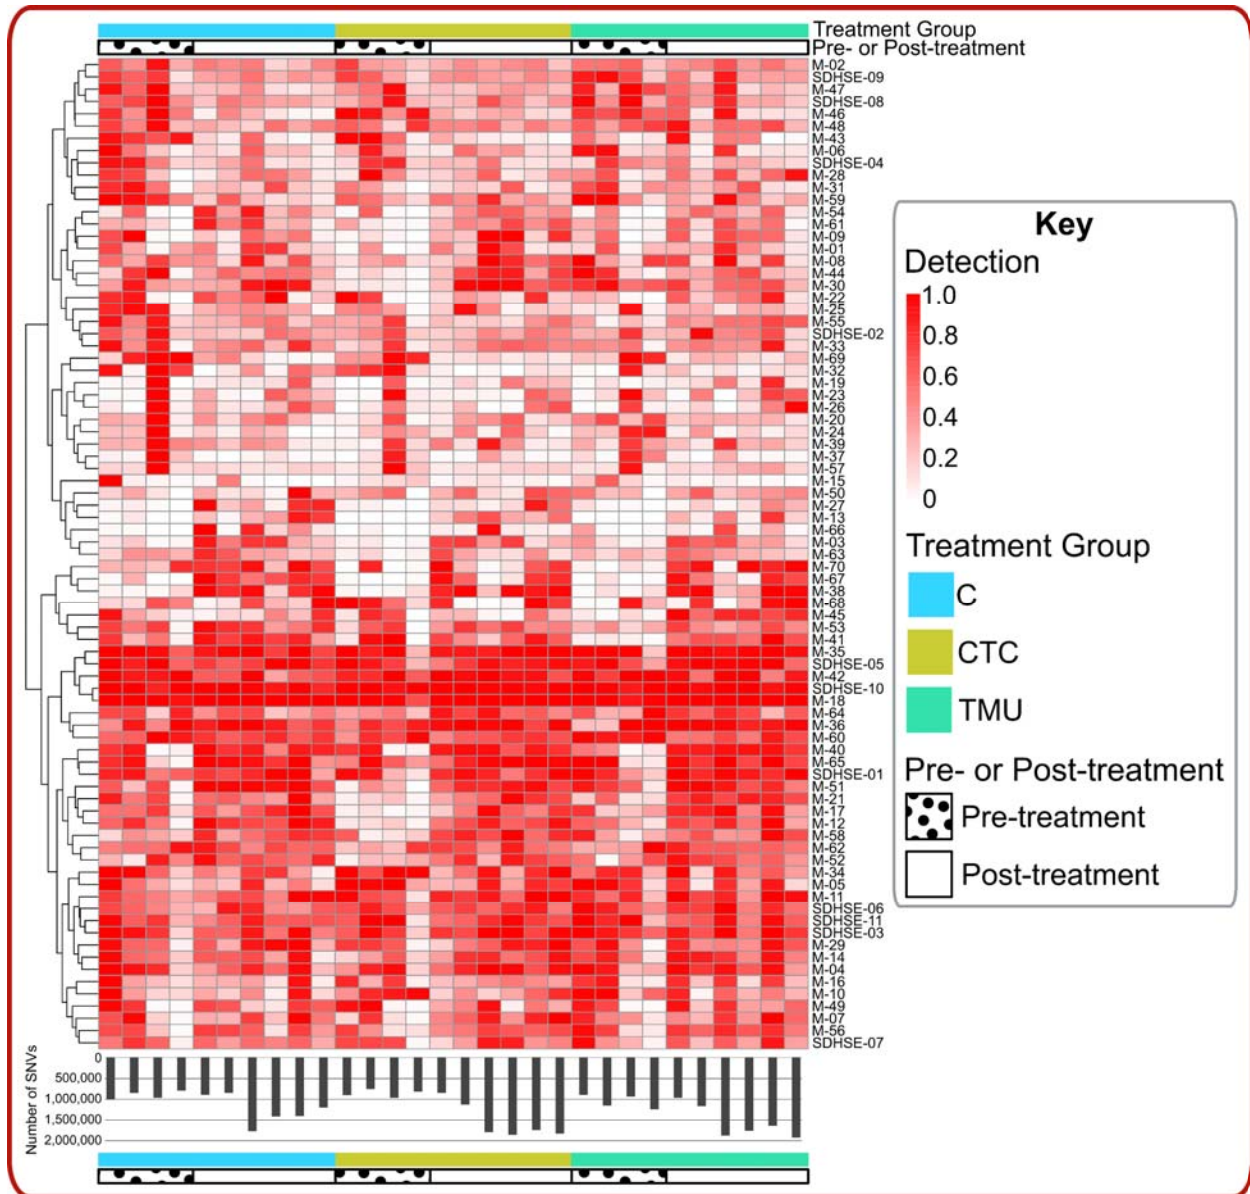 Treatment Group
Pre- or Post-treatment
M-02
SDHSE-09
M-47
SDHSE-08
M-46
M-48
M-43
M-06
SDHSE-04
M-28
M-31
M-59
M-54
M-61
M-09
M-01
M-08
M-44
M-30
M-22
M-25
M-55
SDHSE-02
M-33
M-69
M-32
M-19
M-23
M-26
M-20
M-24
M-39
M-37
M-57
M-15
M-50
M-27
M-13
M-66
M-03
M-63
M-70
M-67
M-38
M-68
M-45
M-53
M-41
M-35
SDHSE-05
M-42
SDHSE-10
M-18
M-64
M-36
M-60
M-40
M-65
SDHSE-01
M-51
M-21
M-17
M-12
M-58
M-62
M-52
M-34
M-05
M-11
SDHSE-06
SDHSE-11
SDHSE-03
M-29
M-14
M-04
M-16
M-10
M-49
M-07
M-56
SDHSE-07
Key
Detection
1.0
0.8
0.6
0.4
0.2
0
Treatment Group
C
CTC
TMU
Pre- or Post-treatment
Pre-treatment
Post-treatment
Number of SNVs
0
500,000
1,000,000
1,500,000
2,000,000